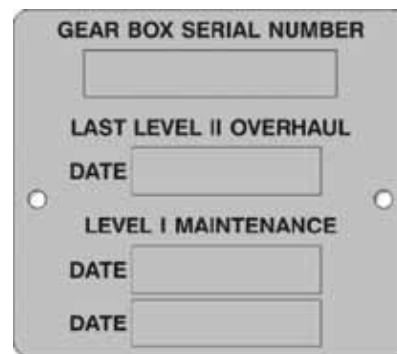 GEAR BOX SERIAL NUMBER
LAST LEVEL II OVERHAUL
DATE
LEVEL I MAINTENANCE
DATE
DATE